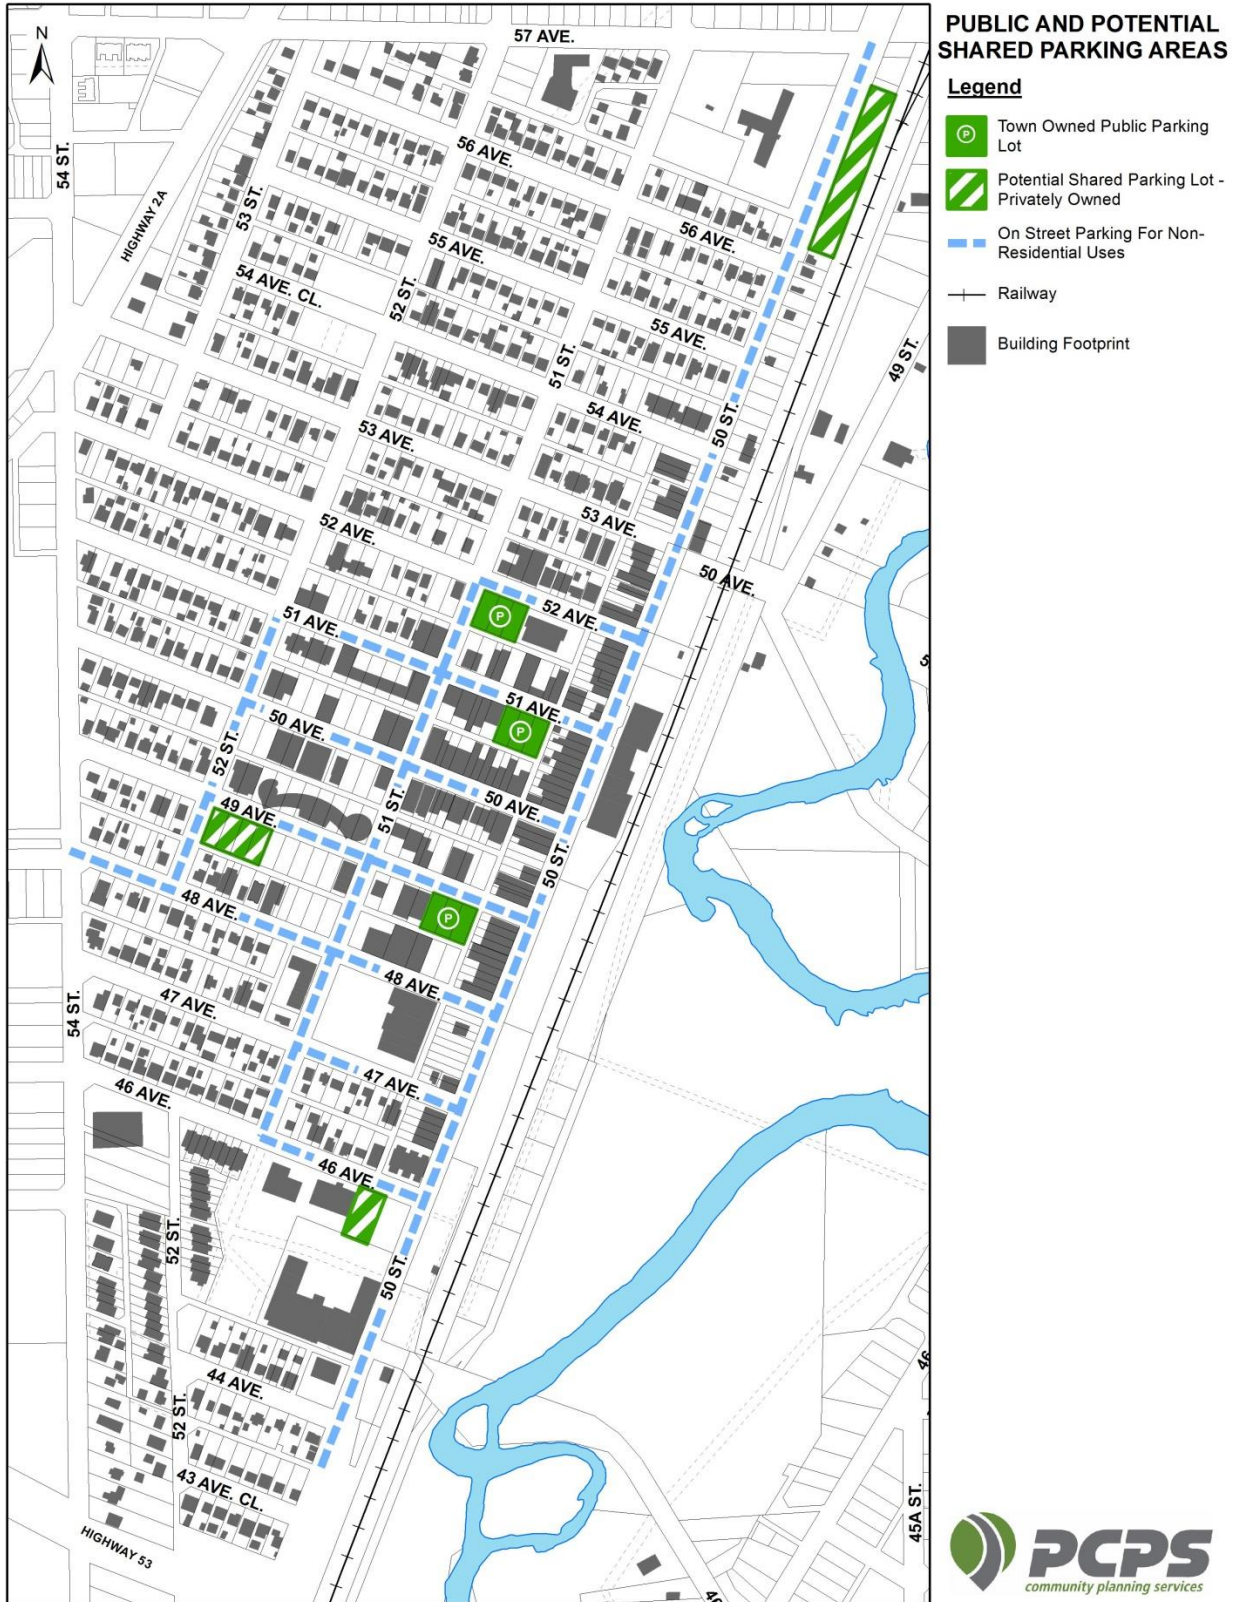 PUBLIC AND POTENTIAL
SHARED PARKING AREAS
Legend
P
Town Owned Public Parking
Lot
Potential Shared Parking Lot -
Privately Owned
On Street Parking For Non-
Residential Uses
Railway
Building Footprint
N
57 AVE.
54 ST.
HIGHWAY 2A
53 ST.
56 AVE.
56 AVE.
55 AVE.
54 AVE. CL.
52 ST.
55 AVE.
51 ST.
49 ST.
54 AVE.
50 ST.
53 AVE.
53 AVE.
52 AVE.
50 AVE.
52 AVE.
P
51 AVE.
51 AVE.
P
50 AVE.
52 ST.
50 AVE.
51 ST.
49 AVE.
50 ST.
48 AVE.
P
48 AVE.
47 AVE.
54 ST.
47 AVE.
46 AVE.
46 AVE.
52 ST.
50 ST.
44 AVE.
52 ST.
43 AVE. CL.
HIGHWAY 53
45A ST.
PCPS
community planning services